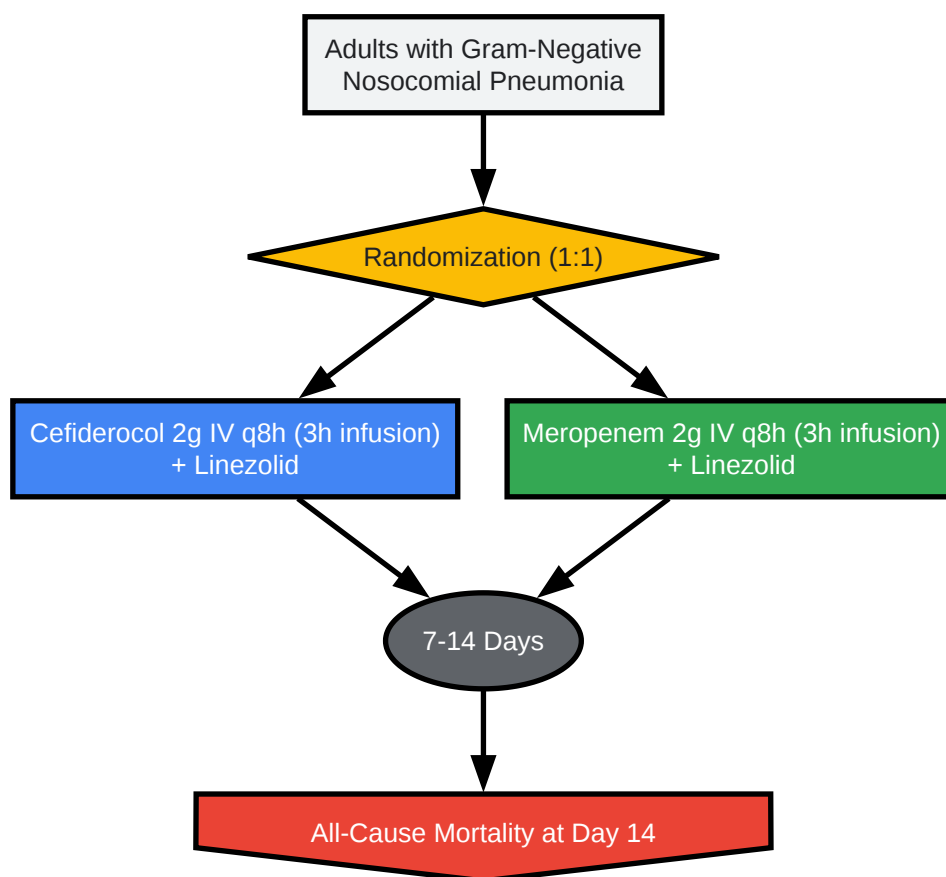 Adults with Gram-Negative
Nosocomial Pneumonia
Randomization (1:1)
Cefiderocol 2g IV q8h (3h infusion)
+ Linezolid
Meropenem 2g IV q8h (3h infusion)
+ Linezolid
7-14 Days
All-Cause Mortality at Day 14